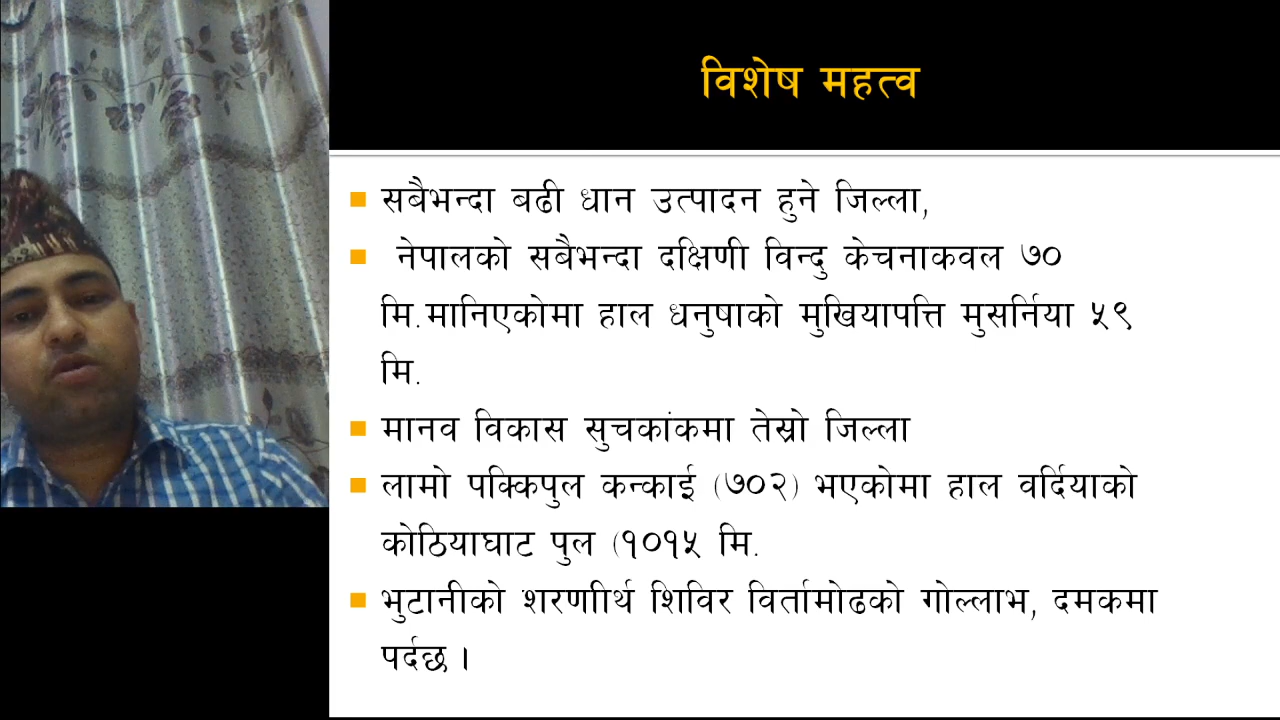 विशेष महत्व
सबैभन्दा बढी धान उत्पादन हुने जिल्ला,
नेपालको सबैभन्दा दक्षिणी विन्दु केचनाकवल ७०
मि.मानिएकोमा हाल धनुषाको मुखियापत्ति मुसर्निया ५९
मि.
मानव विकास सुचकांकमा तेस्रो जिल्ला
लामो पक्किपुल कन्काई (७०२) भएकोमा हाल वर्दियाको
कोठियाघाट पुल (१०१५ मि.
भुटानीको शरणाीर्थ शिविर विर्तामोढको गोल्लाभ, दमकमा
पर्दछ ।